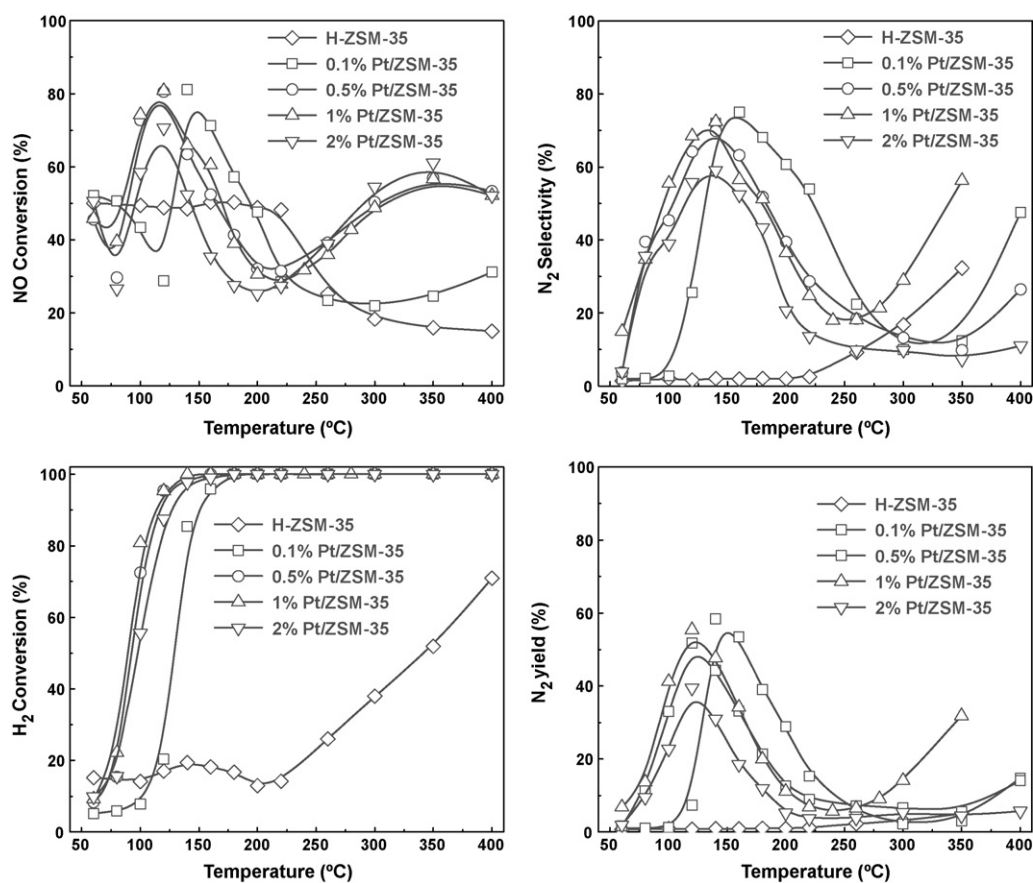 NO Conversion (%)
100
80
60
40
20
0
H-ZSM-35
0.1% Pt/ZSM-35
0.5% Pt/ZSM-35
1% Pt/ZSM-35
2% Pt/ZSM-35
50 100 150 200 250 300 350 400
Temperature (ºC)
N2 Selectivity (%)
100
80
60
40
20
0
H-ZSM-35
0.1% Pt/ZSM-35
0.5% Pt/ZSM-35
1% Pt/ZSM-35
2% Pt/ZSM-35
50 100 150 200 250 300 350 400
Temperature (ºC)
H2 Conversion (%)
100
80
60
40
20
0
H-ZSM-35
0.1% Pt/ZSM-35
0.5% Pt/ZSM-35
1% Pt/ZSM-35
2% Pt/ZSM-35
50 100 150 200 250 300 350 400
Temperature (ºC)
N2 yield (%)
100
80
60
40
20
0
H-ZSM-35
0.1% Pt/ZSM-35
0.5% Pt/ZSM-35
1% Pt/ZSM-35
2% Pt/ZSM-35
50 100 150 200 250 300 350 400
Temperature (ºC)